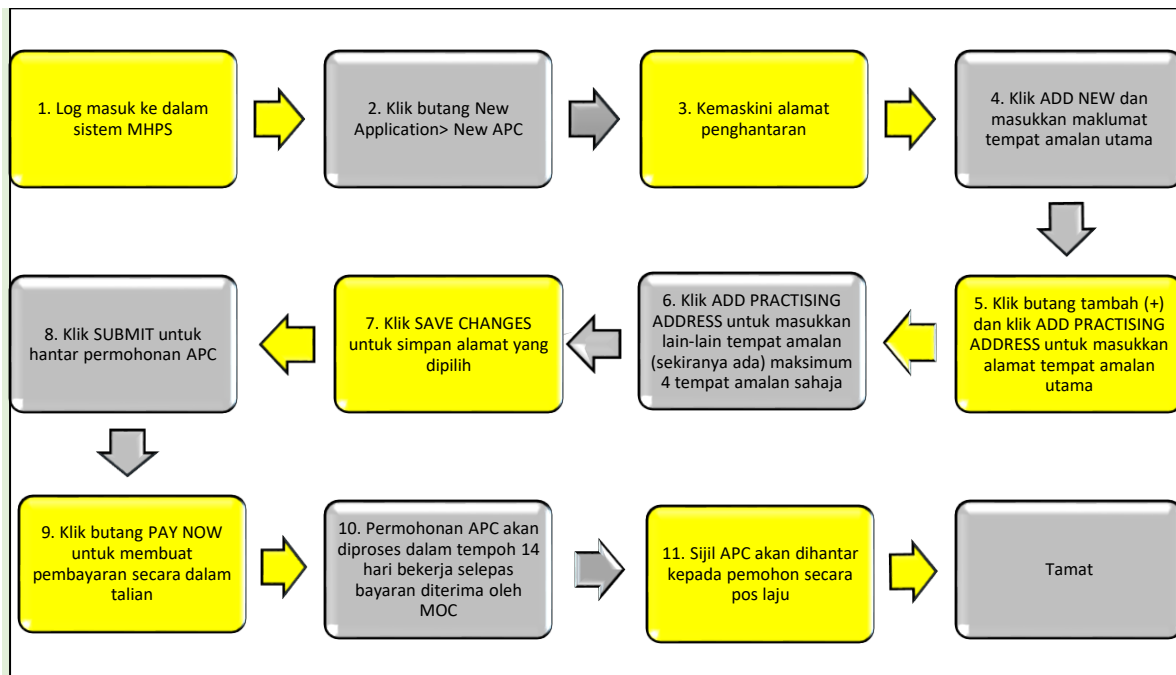 1. Log masuk ke dalam
sistem MHPS
2. Klik butang New
Application> New APC
3. Kemaskini alamat
penghantaran
4. Klik ADD NEW dan
masukkan maklumat
tempat amalan utama
5. Klik butang tambah (+)
dan klik ADD PRACTISING
ADDRESS untuk masukkan
alamat tempat amalan
utama
6. Klik ADD PRACTISING
ADDRESS untuk masukkan
lain-lain tempat amalan
(sekiranya ada) maksimum
4 tempat amalan sahaja
7. Klik SAVE CHANGES
untuk simpan alamat yang
dipilih
8. Klik SUBMIT untuk
hantar permohonan APC
9. Klik butang PAY NOW
untuk membuat
pembayaran secara dalam
talian
10. Permohonan APC akan
diproses dalam tempoh 14
hari bekerja selepas
bayaran diterima oleh
MOC
11. Sijil APC akan dihantar
kepada pemohon secara
pos laju
Tamat